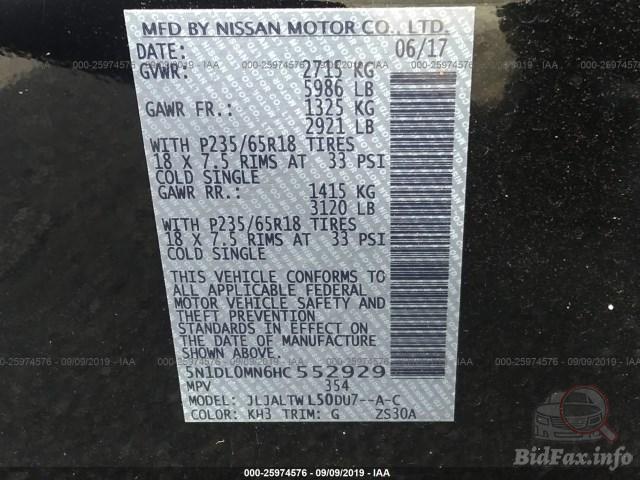 MFD BY NISSAN MOTOR CO., LTD.
DATE: 06/17
GVWR: 2715 KG
5986 LB
GAWR FR.: 1325 KG
2921 LB
WITH P235/65R18 TIRES
18 X 7.5 RIMS AT 33 PSI
COLD SINGLE
GAWR RR.: 1415 KG
3120 LB
WITH P235/65R18 TIRES
18 X 7.5 RIMS AT 33 PSI
COLD SINGLE
THIS VEHICLE CONFORMS TO
ALL APPLICABLE FEDERAL
MOTOR VEHICLE SAFETY AND
THEFT PREVENTION
STANDARDS IN EFFECT ON
THE DATE OF MANUFACTURE
SHOWN ABOVE.
5N1DL0MN6HC552929
MPV 354
MODEL: JLJALTWL50DU7--A-C
COLOR: KH3 TRIM: G ZS30A
000-25974576 - 09/09/2019 - IAA
BidFax.info